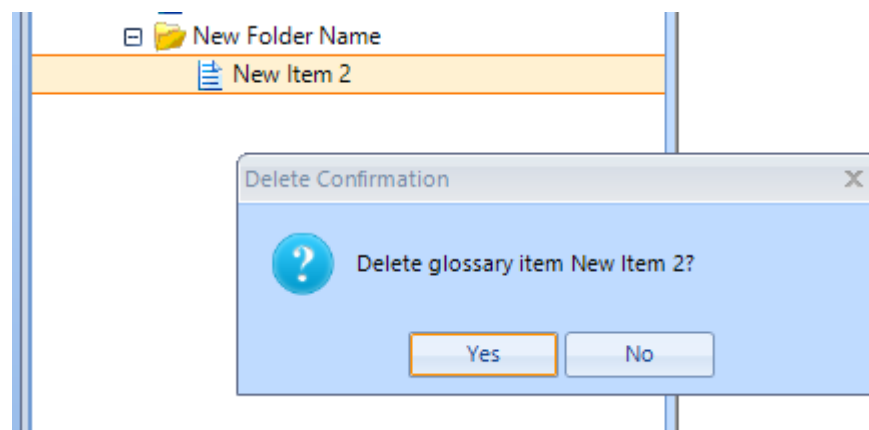 New Folder Name
New Item 2
Delete Confirmation
Delete glossary item New Item 2?
Yes No